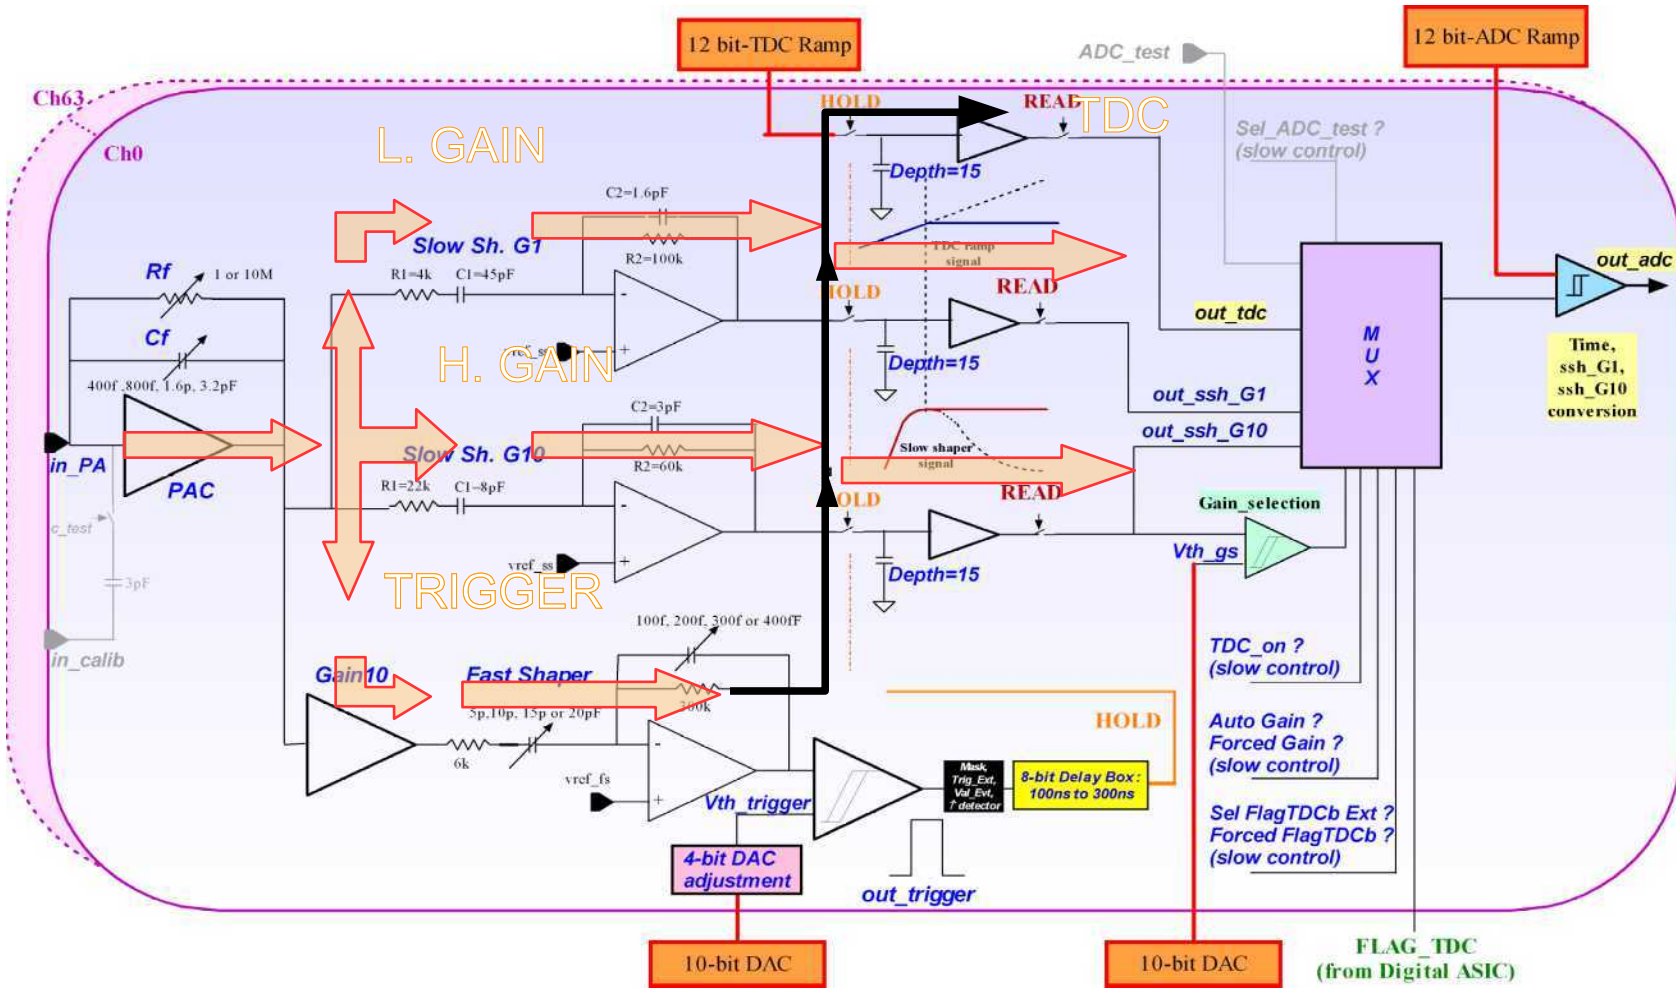 12 bit-TDC Ramp
12 bit-ADC Ramp
ADC_test
Ch63
Ch0
L. GAIN
HOLD
READ
TDC
Sel_ADC_test ?
(slow control)
Depth=15
C2=1.6pF
Slow Sh. G1
R2=100k
TDC ramp
signal
Rf
1 or 10M
R1=4k
C1=45pF
-
+
HOLD
READ
out_tdc
out_adc
Cf
400f ,800f, 1.6p, 3.2pF
H. GAIN
Depth=15
M
U
X
Time,
ssh_G1,
ssh_G10
conversion
out_ssh_G1
out_ssh_G10
C2=3pF
Slow Sh. G10
R2=60k
Slow shaper
signal
in_PA
PAC
R1=22k
C1=8pF
-
+
vref_ss
READ
Gain_selection
Vth_gs
c_test
3pF
in_calib
TRIGGER
Depth=15
100f, 200f, 300f or 400fF
Gain10
Fast Shaper
5p,10p, 15p or 20pF
6k
vref_fs
-
+
Vth_trigger
HOLD
Mask,
Trig_Ext,
Val_Evt,
↑ detector
8-bit Delay Box :
100ns to 300ns
TDC_on ?
(slow control)
Auto Gain ?
Forced Gain ?
(slow control)
Sel FlagTDCb Ext ?
Forced FlagTDCb ?
(slow control)
4-bit DAC
adjustment
out_trigger
10-bit DAC
10-bit DAC
FLAG_TDC
(from Digital ASIC)